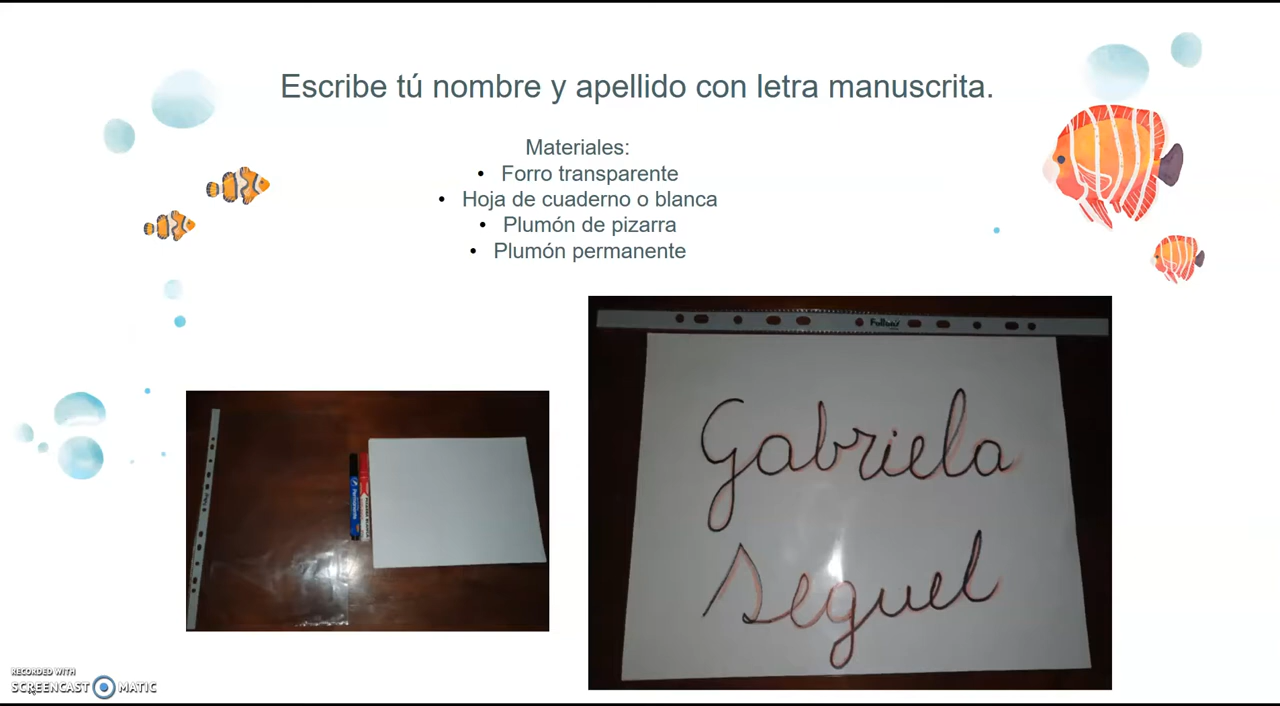 Escribe tú nombre y apellido con letra manuscrita.
Materiales:
• Forro transparente
• Hoja de cuaderno o blanca
• Plumón de pizarra
• Plumón permanente
Gabriela
Seguel
RECORDED WITH
SCREENCAST MATIC